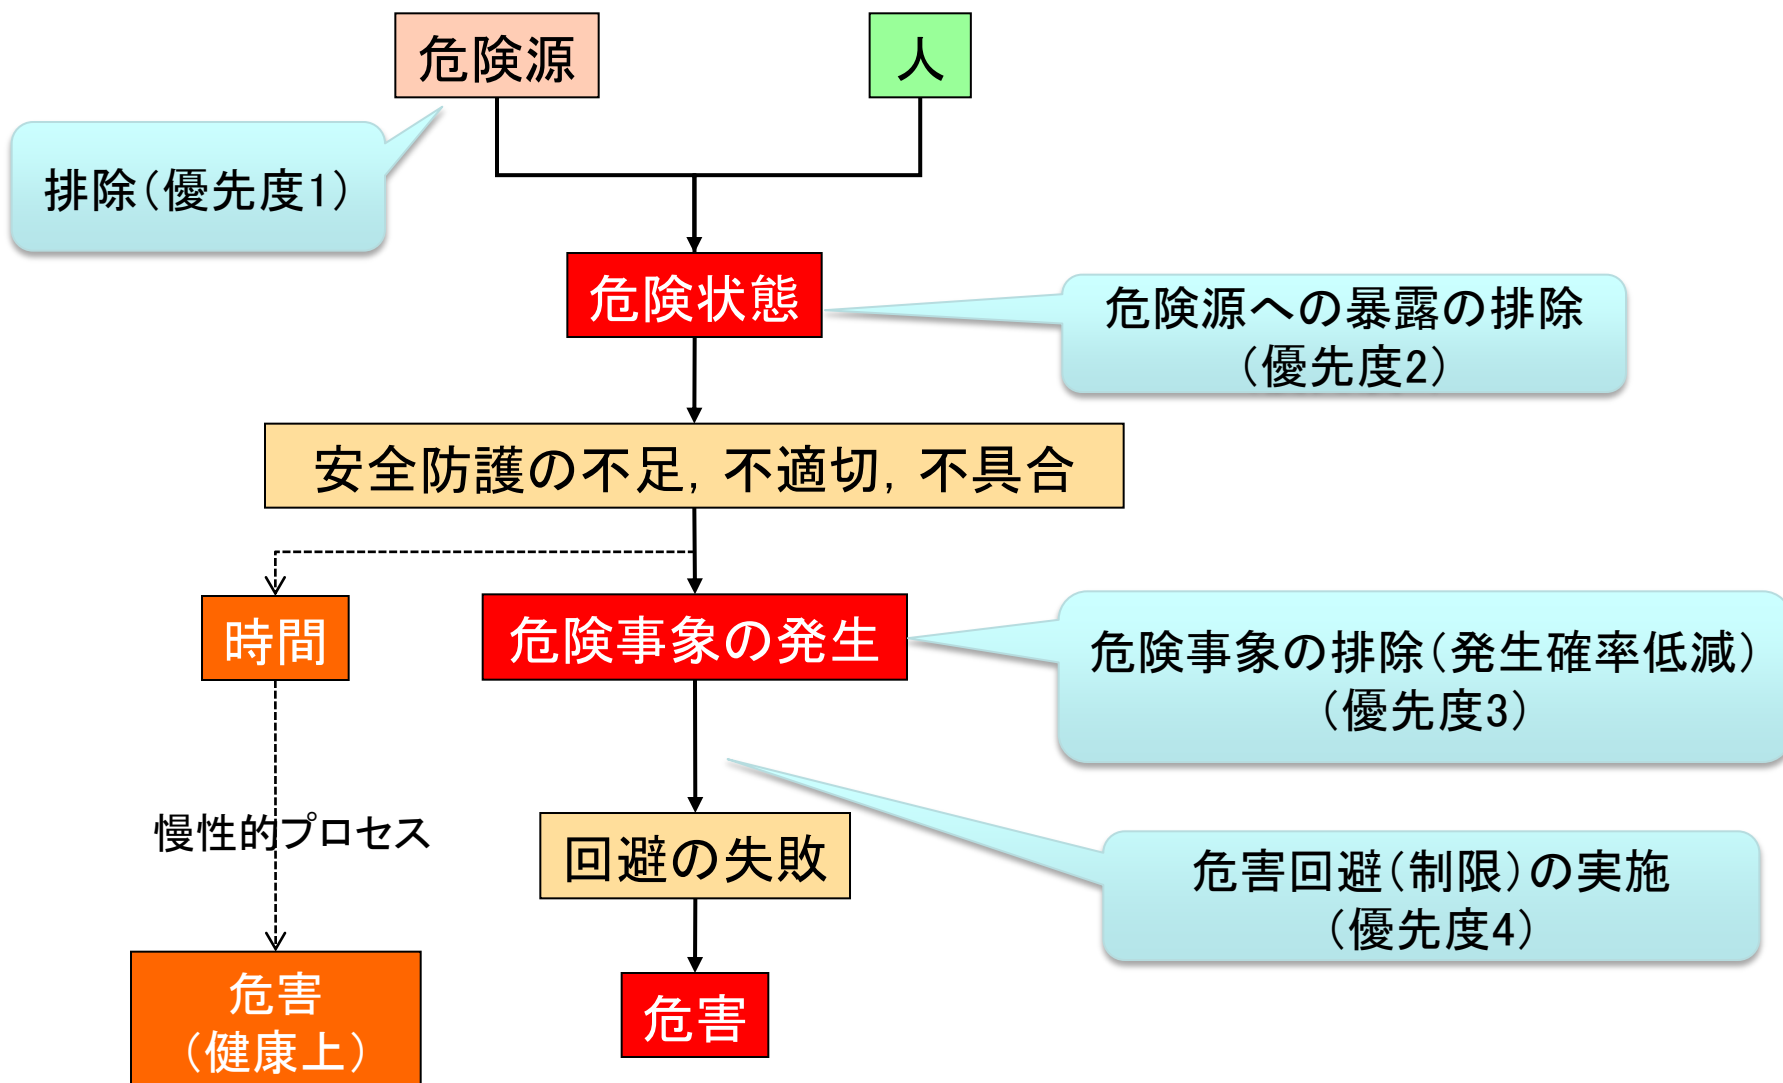 危険源
人
排除（優先度1）
危険状態
危険源への暴露の排除
（優先度2）
安全防護の不足，不適切，不具合
時間
危険事象の発生
危険事象の排除（発生確率低減）
（優先度3）
慢性的プロセス
回避の失敗
危害回避（制限）の実施
（優先度4）
危害
（健康上）
危害